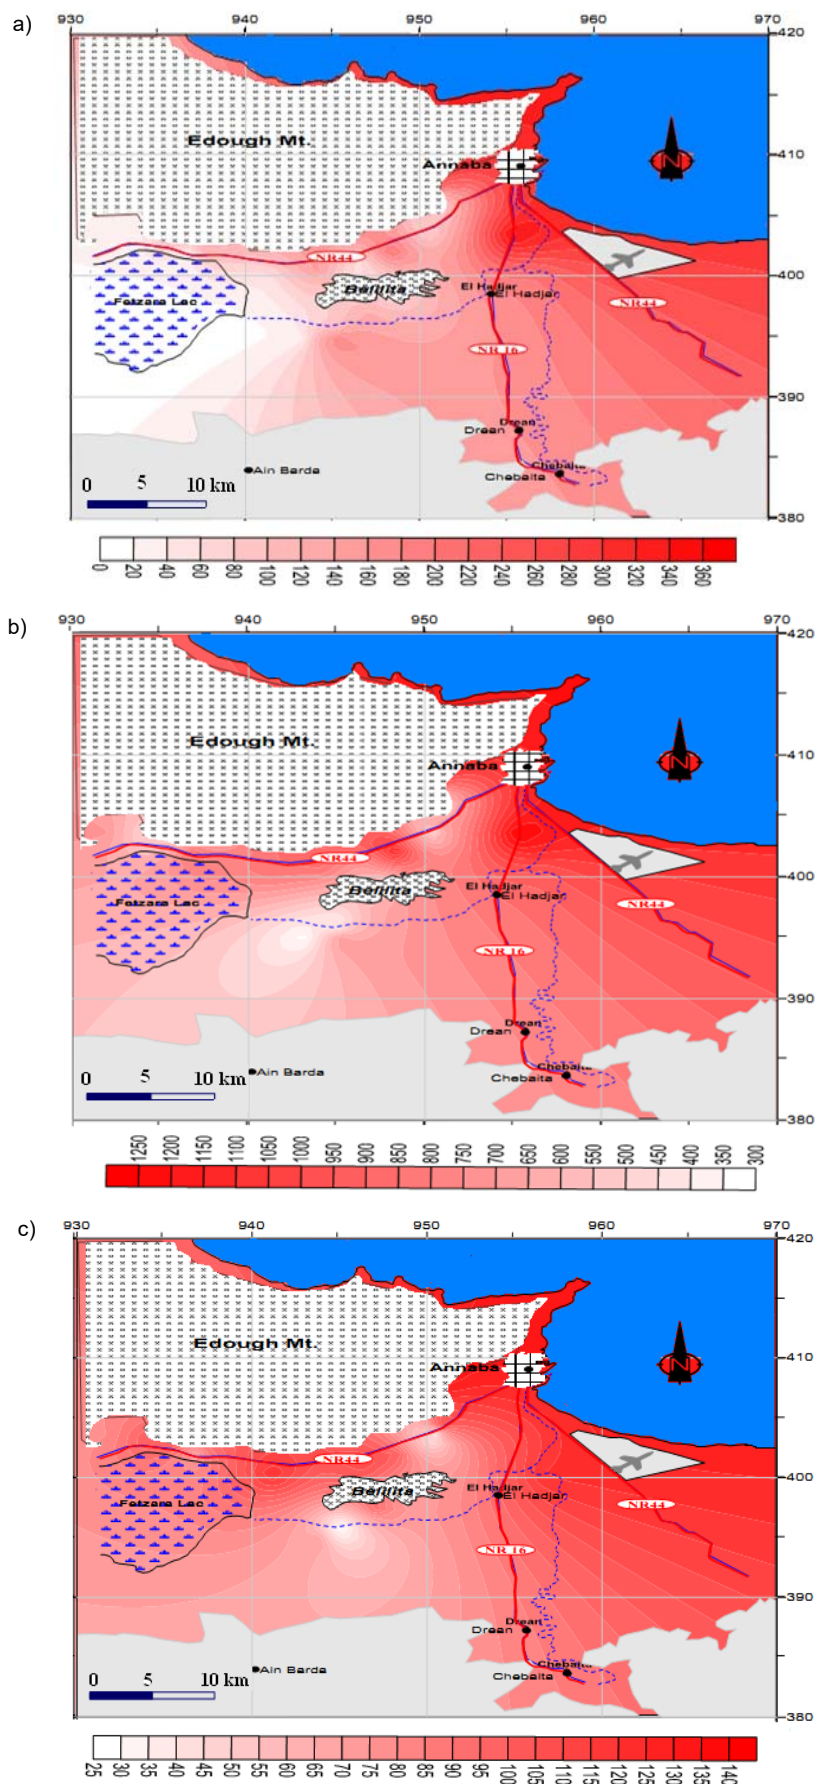 a)
930 940 950 960 970
420
Edough Mt.
410
Annaba
N
NR44
400
Fetzara Lac
Béllilta
El Hadjar
El Hadjar
NR44
NR 16
390
Drean
Drean
Chebaita
Chebaita
Ain Barda
0 5 10 km
380
0 20 40 60 80 100 120 140 160 180 200 220 240 260 280 300 320 340 360
b)
930 940 950 960 970
420
Edough Mt.
410
Annaba
N
NR44
400
Fetzara Lac
Béllilta
El Hadjar
El Hadjar
NR44
NR 16
390
Drean
Drean
Chebaita
Chebaita
Ain Barda
0 5 10 km
380
1250 1200 1150 1100 1050 1000 950 900 850 800 750 700 650 600 550 500 450 400 300
c)
930 940 950 960 970
420
Edough Mt.
410
Annaba
N
NR44
400
Fetzara Lac
Béllilta
El Hadjar
El Hadjar
NR44
NR 16
390
Drean
Drean
Chebaita
Chebaita
Ain Barda
0 5 10 km
380
25 30 35 40 45 50 55 60 65 70 75 80 85 90 95 100 105 110 115 120 125 130 135 140